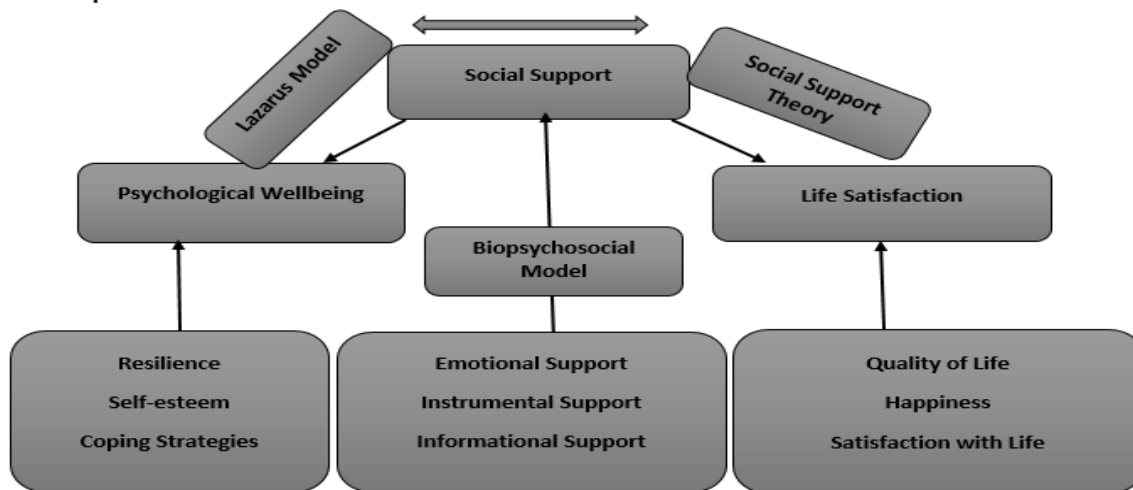 Lazarus Model
Social Support
Social Support
Theory
Psychological Wellbeing
Life Satisfaction
Biopsychosocial
Model
Resilience
Self-esteem
Coping Strategies
Emotional Support
Instrumental Support
Informational Support
Quality of Life
Happiness
Satisfaction with Life